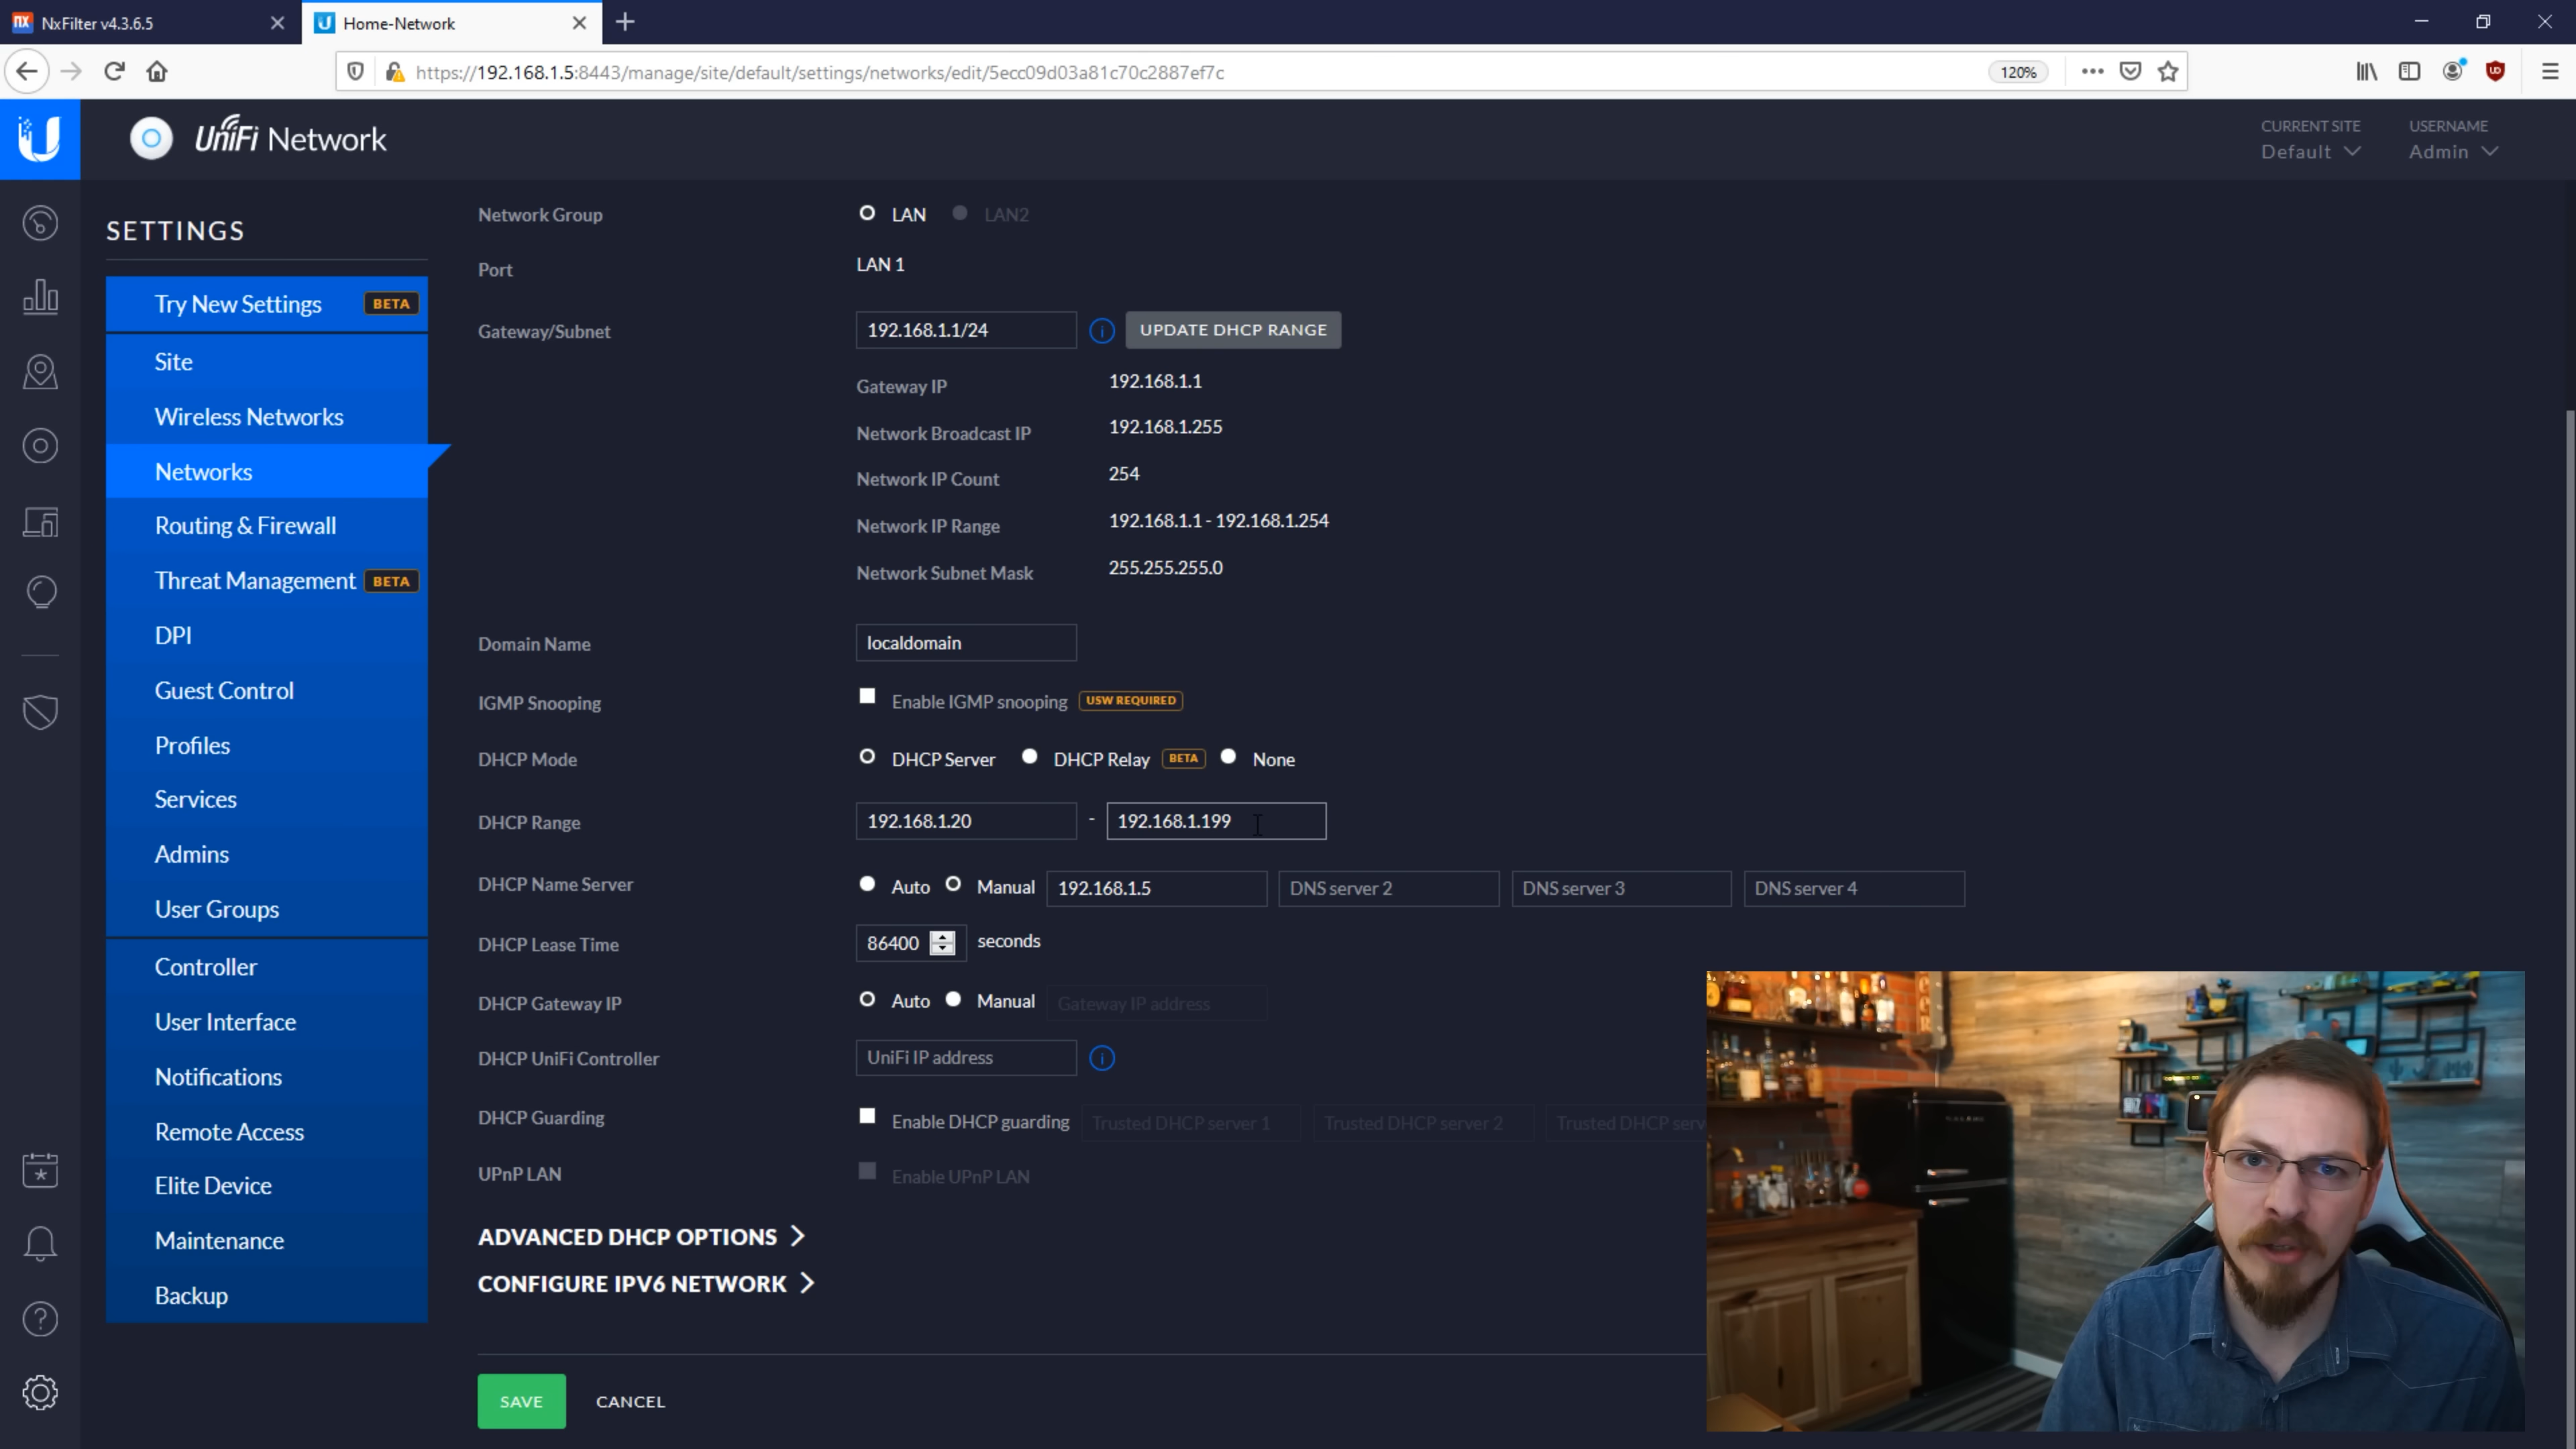 NxFilter v4.3.6.5
Home-Network
https://192.168.1.5:8443/manage/site/default/settings/networks/edit/5ecc09d03a81c70c2887ef7c
120%
UniFi Network
CURRENT SITE
Default
USERNAME
Admin
SETTINGS
Try New Settings BETA
Site
Wireless Networks
Networks
Routing & Firewall
Threat Management BETA
DPI
Guest Control
Profiles
Services
Admins
User Groups
Controller
User Interface
Notifications
Remote Access
Elite Device
Maintenance
Backup
Network Group LAN LAN2
Port LAN 1
Gateway/Subnet 192.168.1.1/24 UPDATE DHCP RANGE
Gateway IP 192.168.1.1
Network Broadcast IP 192.168.1.255
Network IP Count 254
Network IP Range 192.168.1.1 - 192.168.1.254
Network Subnet Mask 255.255.255.0
Domain Name localdomain
IGMP Snooping Enable IGMP snooping USW REQUIRED
DHCP Mode DHCP Server DHCP Relay BETA None
DHCP Range 192.168.1.20 - 192.168.1.199
DHCP Name Server Auto Manual 192.168.1.5 DNS server 2 DNS server 3 DNS server 4
DHCP Lease Time 86400 seconds
DHCP Gateway IP Auto Manual Gateway IP address
DHCP UniFi Controller UniFi IP address
DHCP Guarding Enable DHCP guarding Trusted DHCP server 1 Trusted DHCP server 2 Trusted DHCP serv
UPnP LAN Enable UPnP LAN
ADVANCED DHCP OPTIONS
CONFIGURE IPV6 NETWORK
SAVE CANCEL